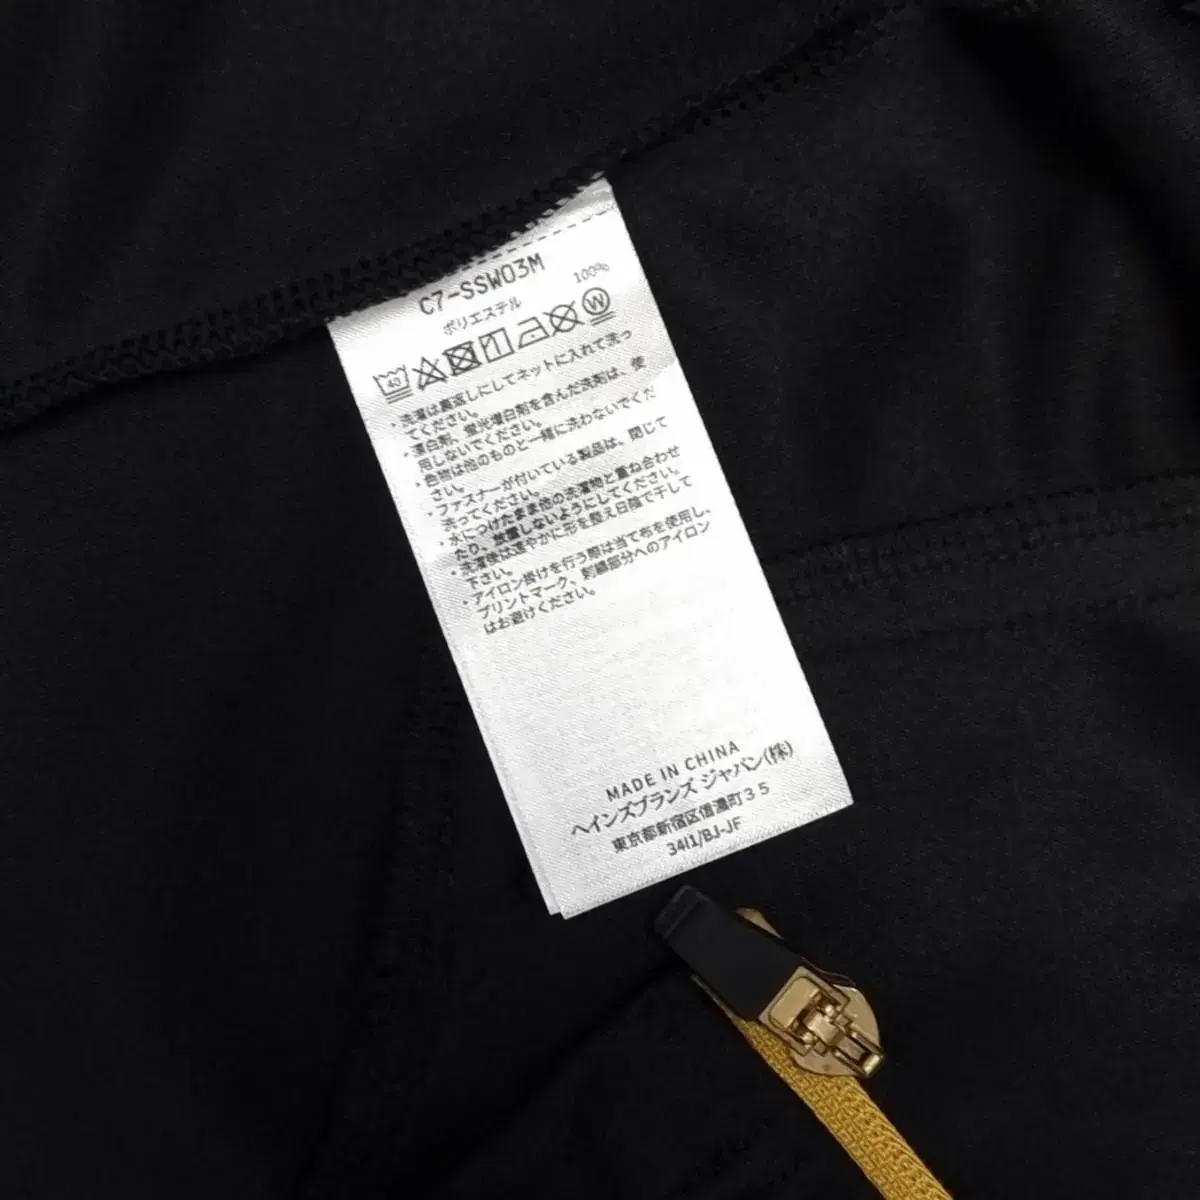 C7-SSW03M
ポリエステル 100%
40 W
・洗濯は裏返しにしてネットに入れて洗っ
てください。
・漂白剤、蛍光増白剤を含んだ洗剤は、使
用しないでください。
・色物は他のものと一緒に洗わないでくだ
さい。
・ファスナーが付いている製品は、閉じて
洗ってください。
・水につけたまま他の洗濯物と重ね合わせ
たり、放置しないようにしてください。
・洗濯後は速やかに形を整え日陰で干して
下さい。
・アイロン掛けを行う際は当て布を使用し、
プリントマーク、刺繍部分へのアイロン
はお避けください。
MADE IN CHINA
ヘインズブランズ ジャパン(株)
東京都新宿区信濃町35
34I1/BJ-JF